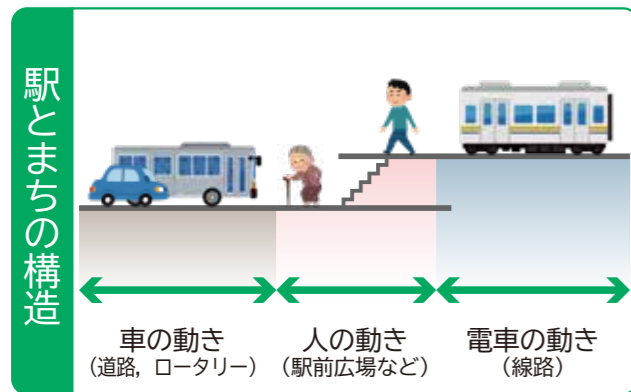 駅とまちの構造
車の動き
(道路，ロータリー)
人の動き
(駅前広場など)
電車の動き
(線路)